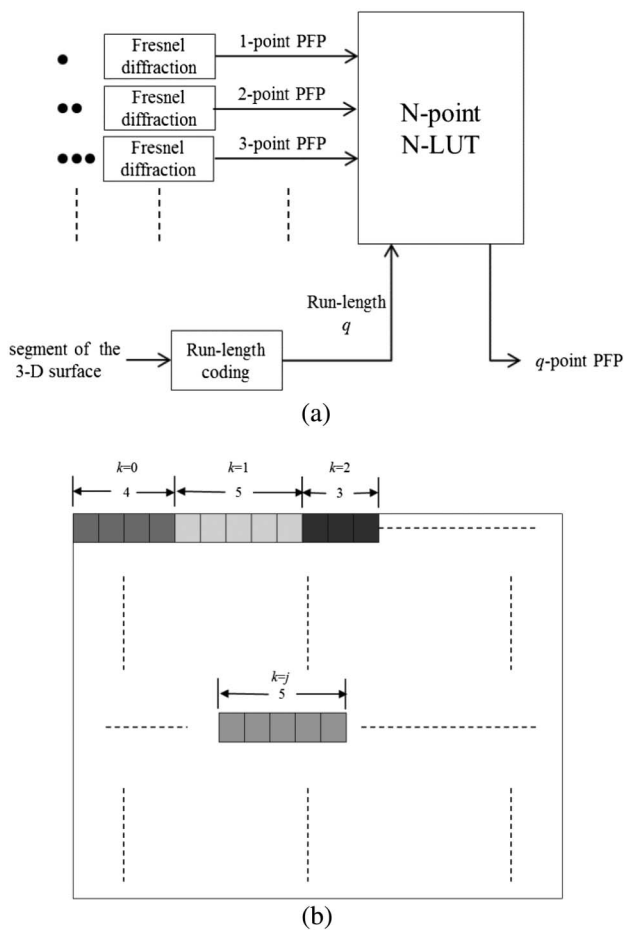 Fresnel
diffraction
1-point PFP
Fresnel
diffraction
2-point PFP
Fresnel
diffraction
3-point PFP
N-point
N-LUT
Run-length
q
segment of the
3-D surface
Run-length
coding
q-point PFP
(a)
k=0
4
k=1
5
k=2
3
k=j
5
(b)